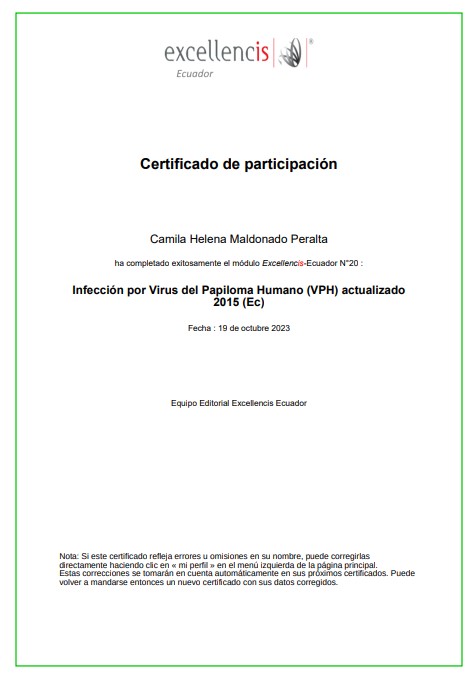 excellencis
Ecuador
Certificado de participación
Camila Helena Maldonado Peralta
ha completado exitosamente el módulo Excellencis-Ecuador N°20 :
Infección por Virus del Papiloma Humano (VPH) actualizado
2015 (Ec)
Fecha : 19 de octubre 2023
Equipo Editorial Excellencis Ecuador
Nota: Si este certificado refleja errores u omisiones en su nombre, puede corregirlas
directamente haciendo clic en « mi perfil » en el menú izquierda de la página principal.
Estas correcciones se tomarán en cuenta automáticamente en sus próximos certificados. Puede
volver a mandarse entonces un nuevo certificado con sus datos corregidos.